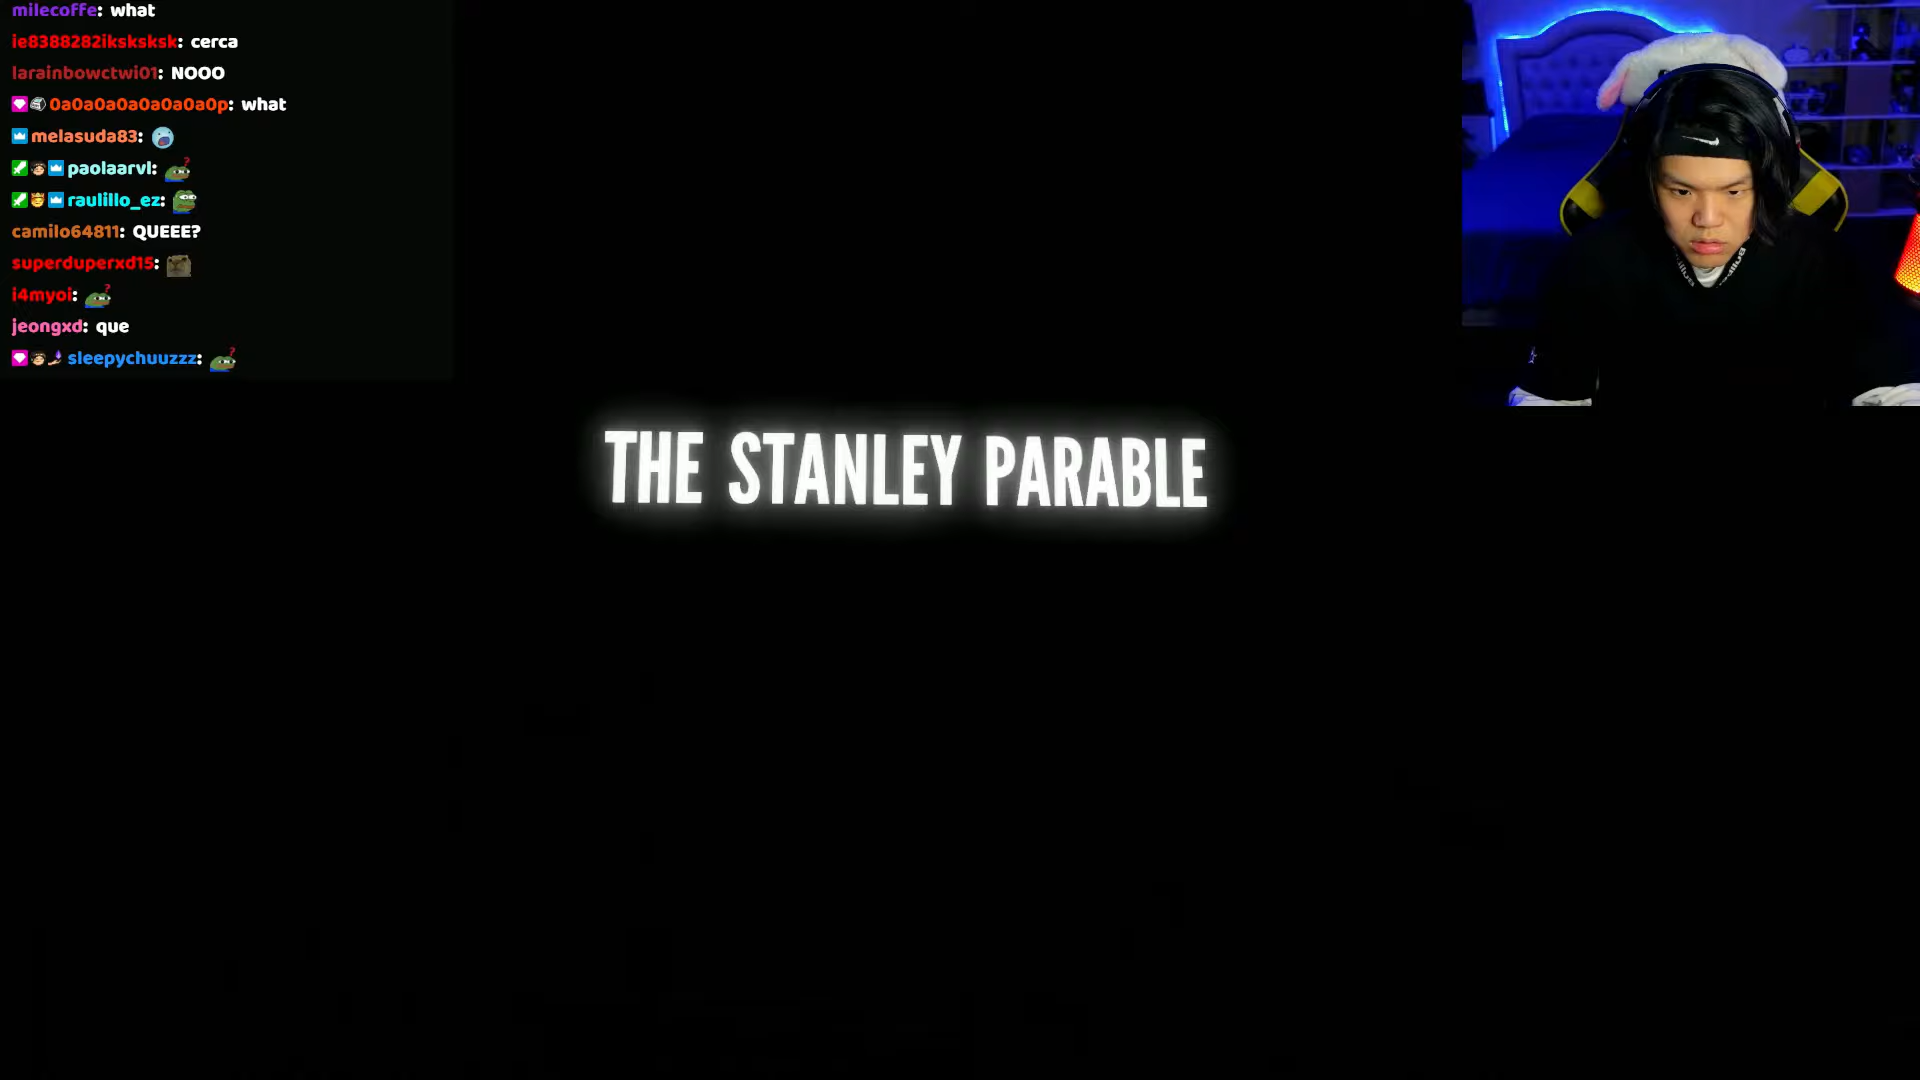 milecoffe: what
ie8388282iksksksk: cerca
larainbowctwi01: NOOO
0a0a0a0a0a0a0a0p: what
melasuda83:
paolaarvl:
raulillo_ez:
camilo64811: QUEEE?
superduperxd15:
i4myoi:
jeongxd: que
sleepychuuzzz:
THE STANLEY PARABLE